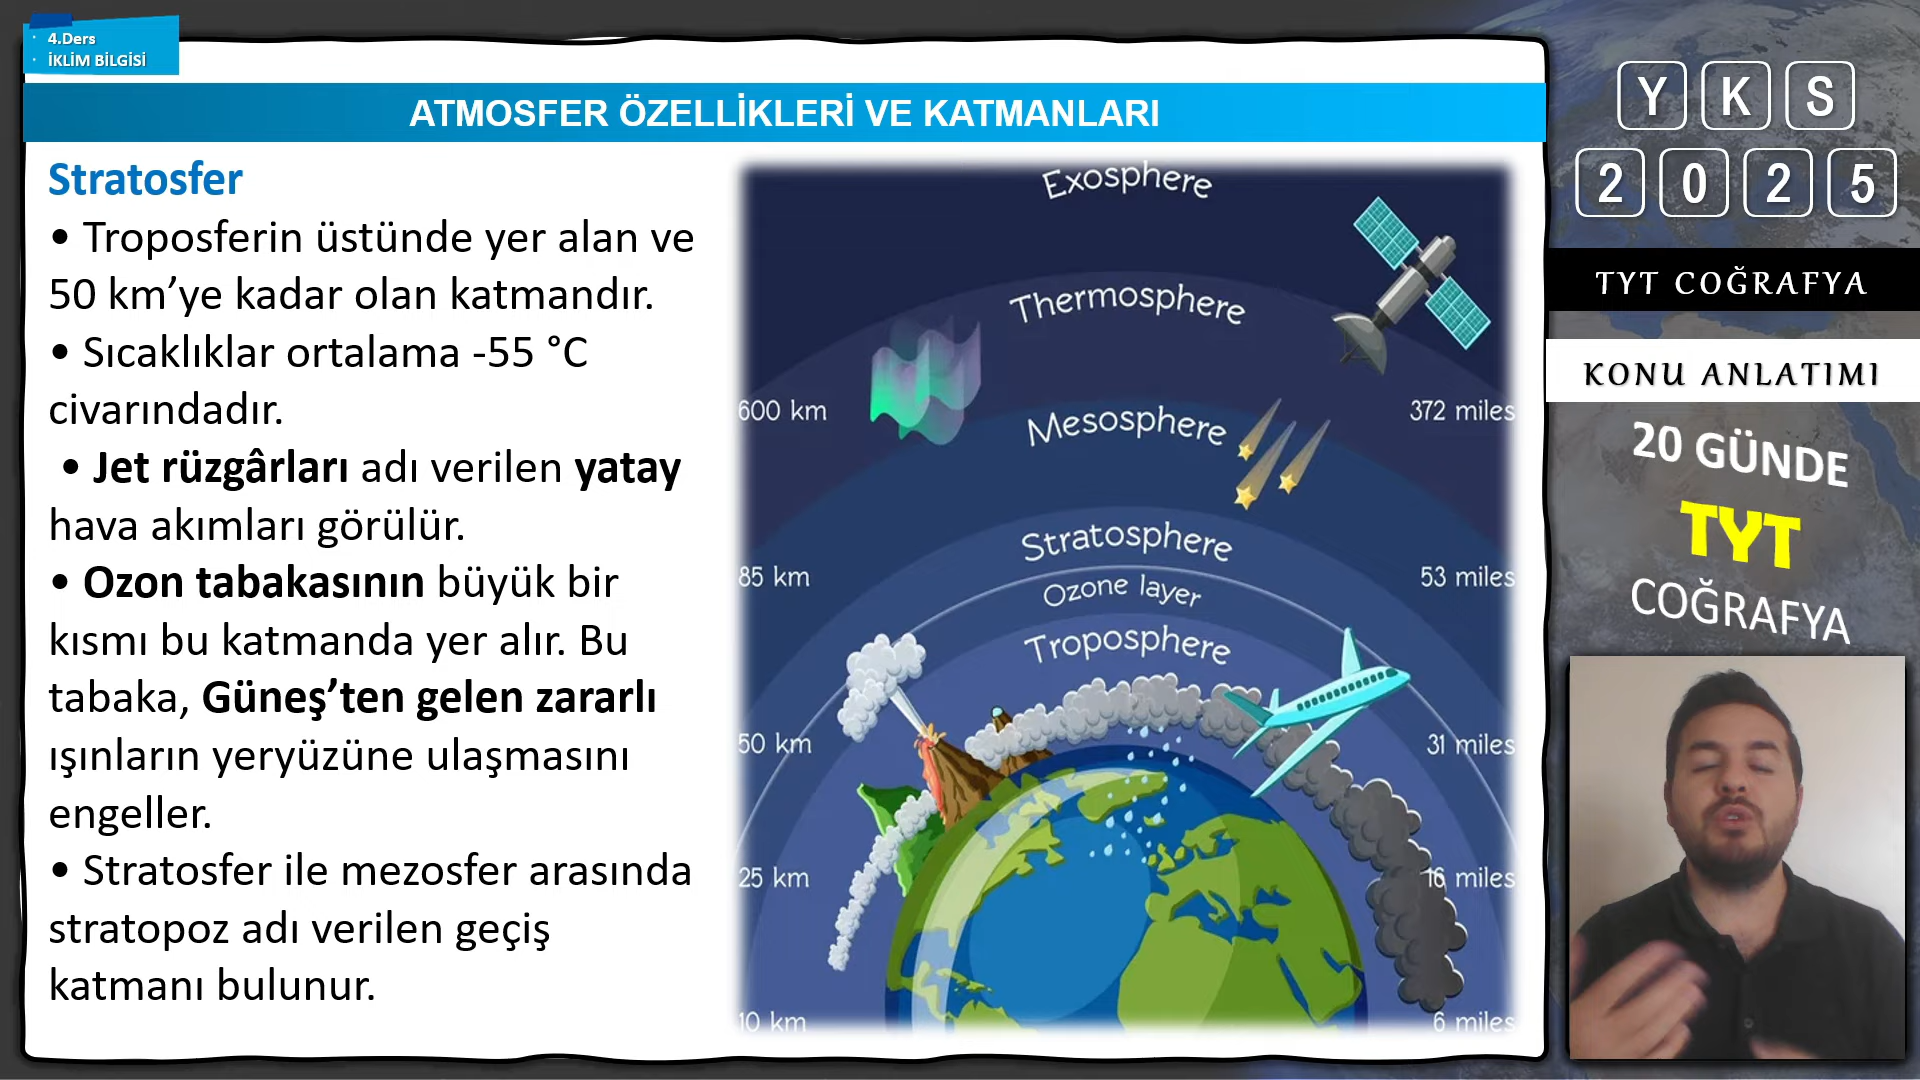 4.Ders
İKLİM BİLGİSİ
ATMOSFER ÖZELLİKLERİ VE KATMANLARI
Stratosfer
• Troposferin üstünde yer alan ve
50 km’ye kadar olan katmandır.
• Sıcaklıklar ortalama -55 °C
civarındadır.
• Jet rüzgârları adı verilen yatay
hava akımları görülür.
• Ozon tabakasının büyük bir
kısmı bu katmanda yer alır. Bu
tabaka, Güneş’ten gelen zararlı
ışınların yeryüzüne ulaşmasını
engeller.
• Stratosfer ile mezosfer arasında
stratopoz adı verilen geçiş
katmanı bulunur.
Exosphere
Thermosphere
600 km
372 miles
Mesosphere
Stratosphere
85 km
53 miles
Ozone layer
Troposphere
50 km
31 miles
25 km
16 miles
10 km
6 miles
YKS
2025
TYT COĞRAFYA
KONU ANLATIMI
20 GÜNDE
TYT
COĞRAFYA